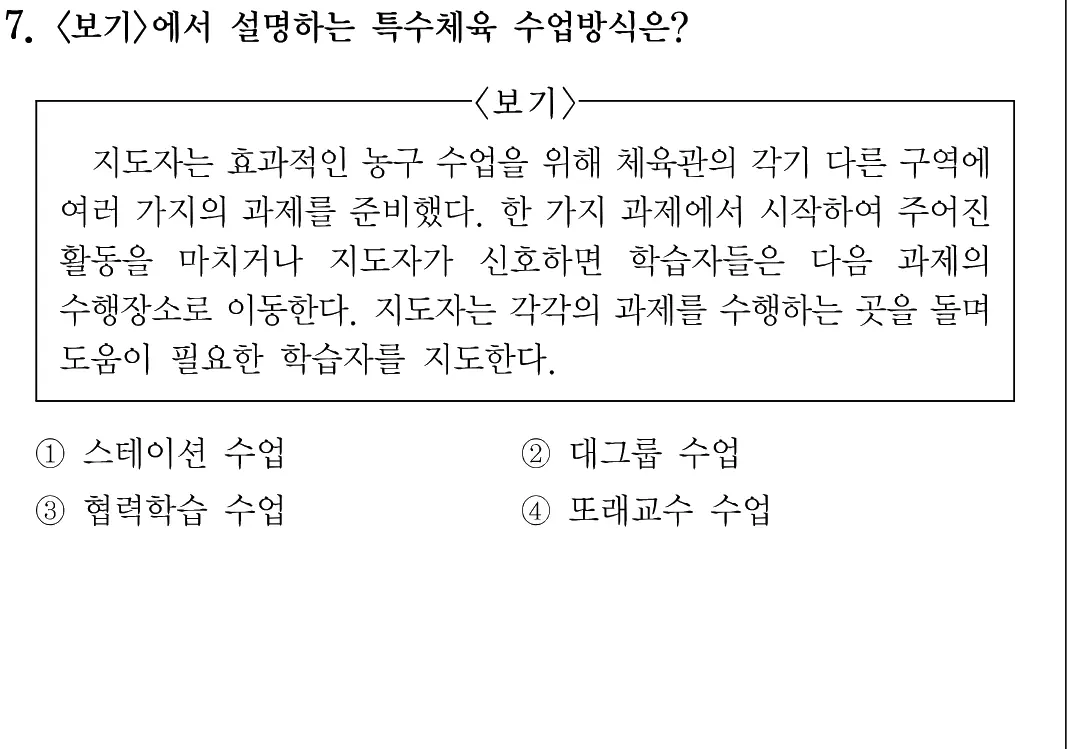 7. 〈보기〉에서 설명하는 특수체육 수업방식은?
〈보기〉
지도자는 효과적인 농구 수업을 위해 체육관의 각기 다른 구역에
여러 가지의 과제를 준비했다. 한 가지 과제에서 시작하여 주어진
활동을 마치거나 지도자가 신호하면 학습자들은 다음 과제의
수행장소로 이동한다. 지도자는 각각의 과제를 수행하는 곳을 돌며
도움이 필요한 학습자를 지도한다.
① 스테이션 수업 ② 대그룹 수업
③ 협력학습 수업 ④ 또래교수 수업